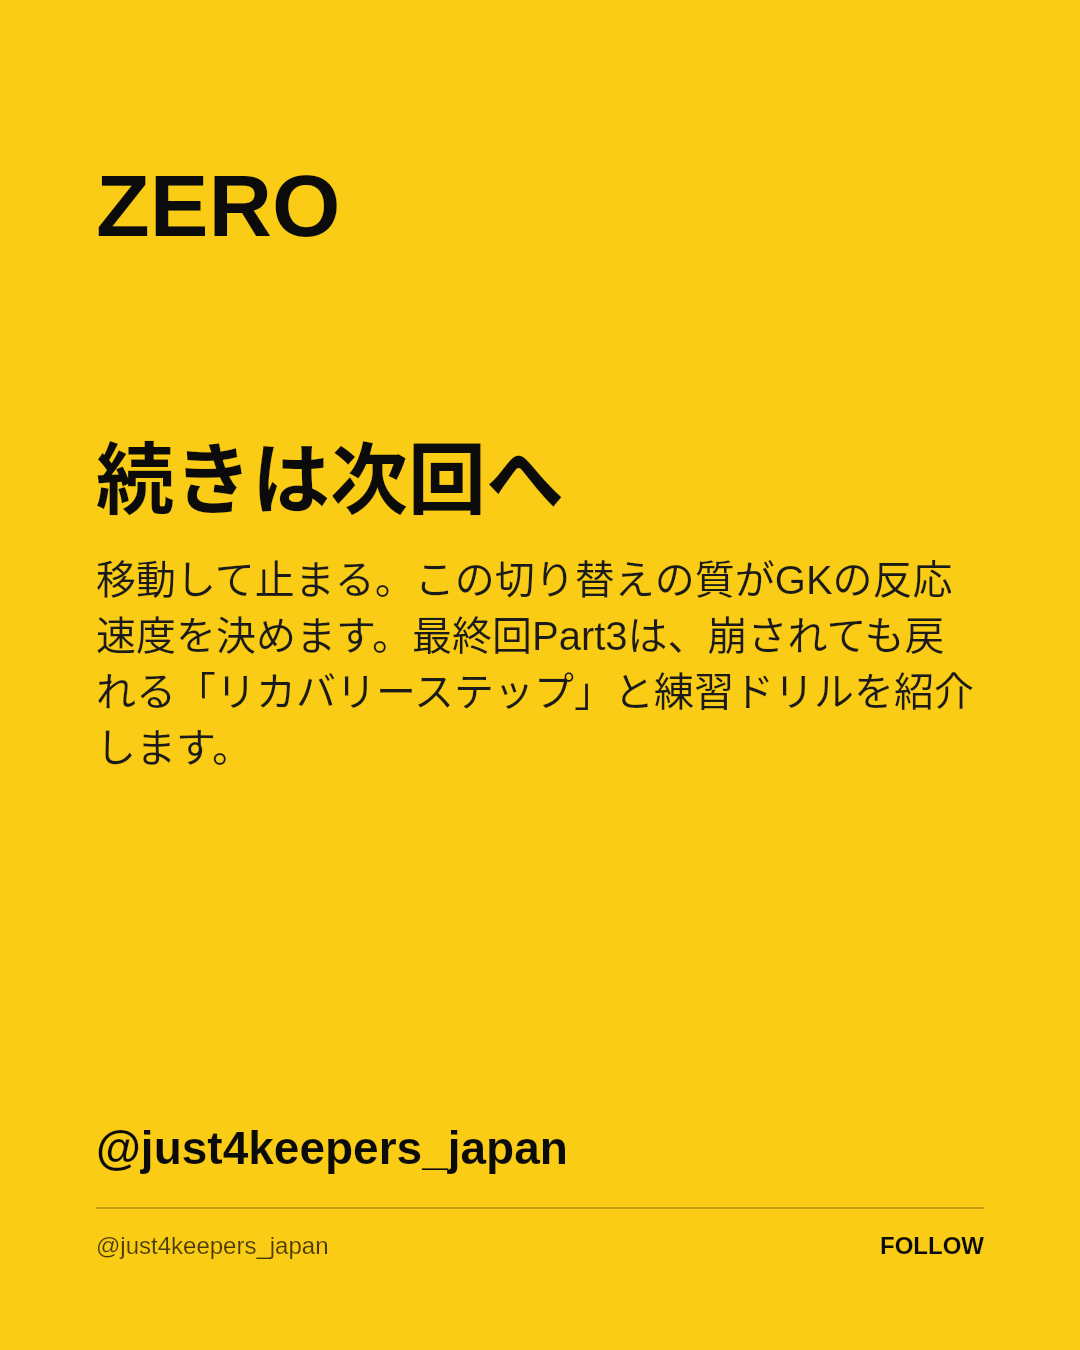 ZERO
続きは次回へ
移動して止まる。この切り替えの質がGKの反応
速度を決めます。最終回Part3は、崩されても戻
れる「リカバリーステップ」と練習ドリルを紹介
します。
@just4keepers_japan
@just4keepers_japan
FOLLOW